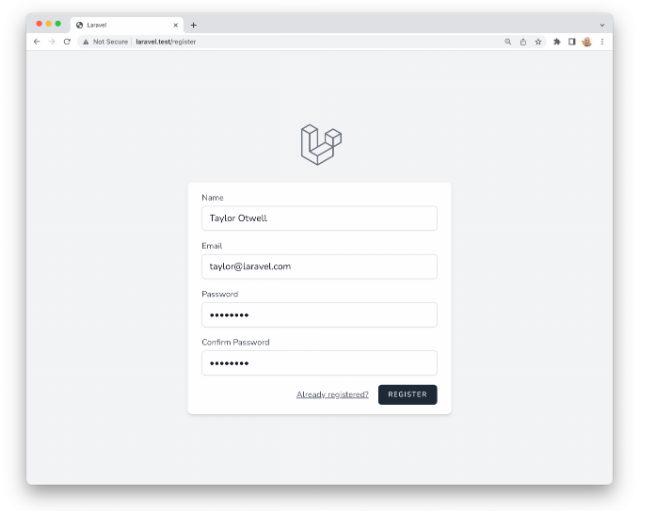 Laravel
Not Secure | laravel.test/register
Name
Taylor Otwell
Email
taylor@laravel.com
Password
••••••••
Confirm Password
••••••••
Already registered? REGISTER